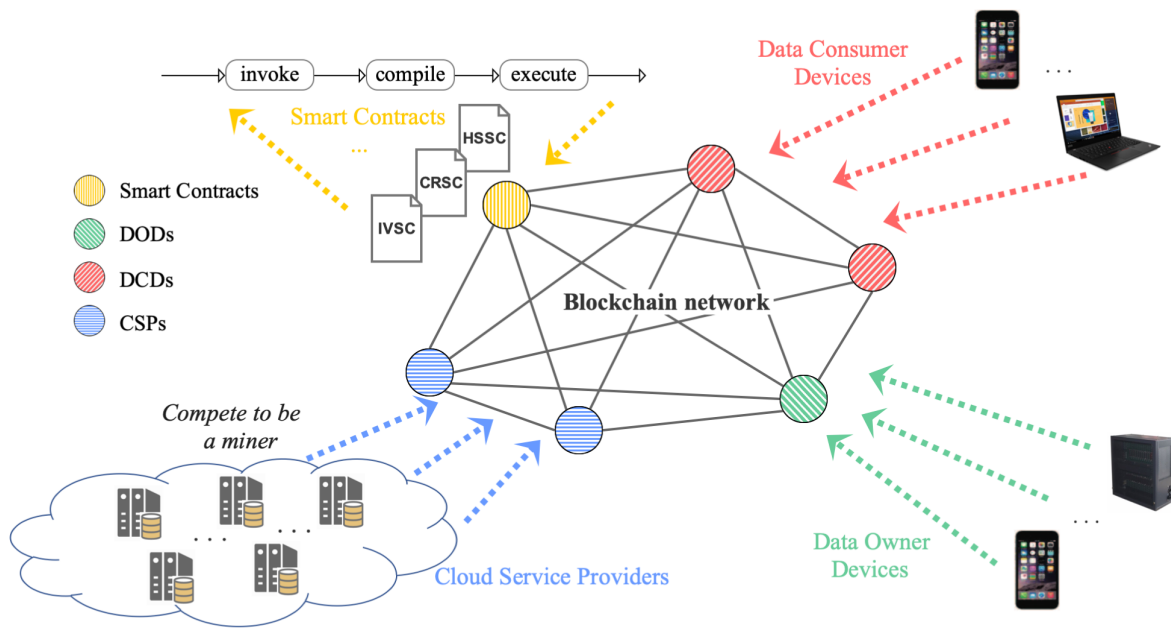 invoke
compile
execute
Data Consumer
Devices
. . .
Smart Contracts
...
HSSC
CRSC
IVSC
Smart Contracts
DODs
DCDs
CSPs
Blockchain network
Compete to be
a miner
. . .
. . .
Cloud Service Providers
Data Owner
Devices
. . .